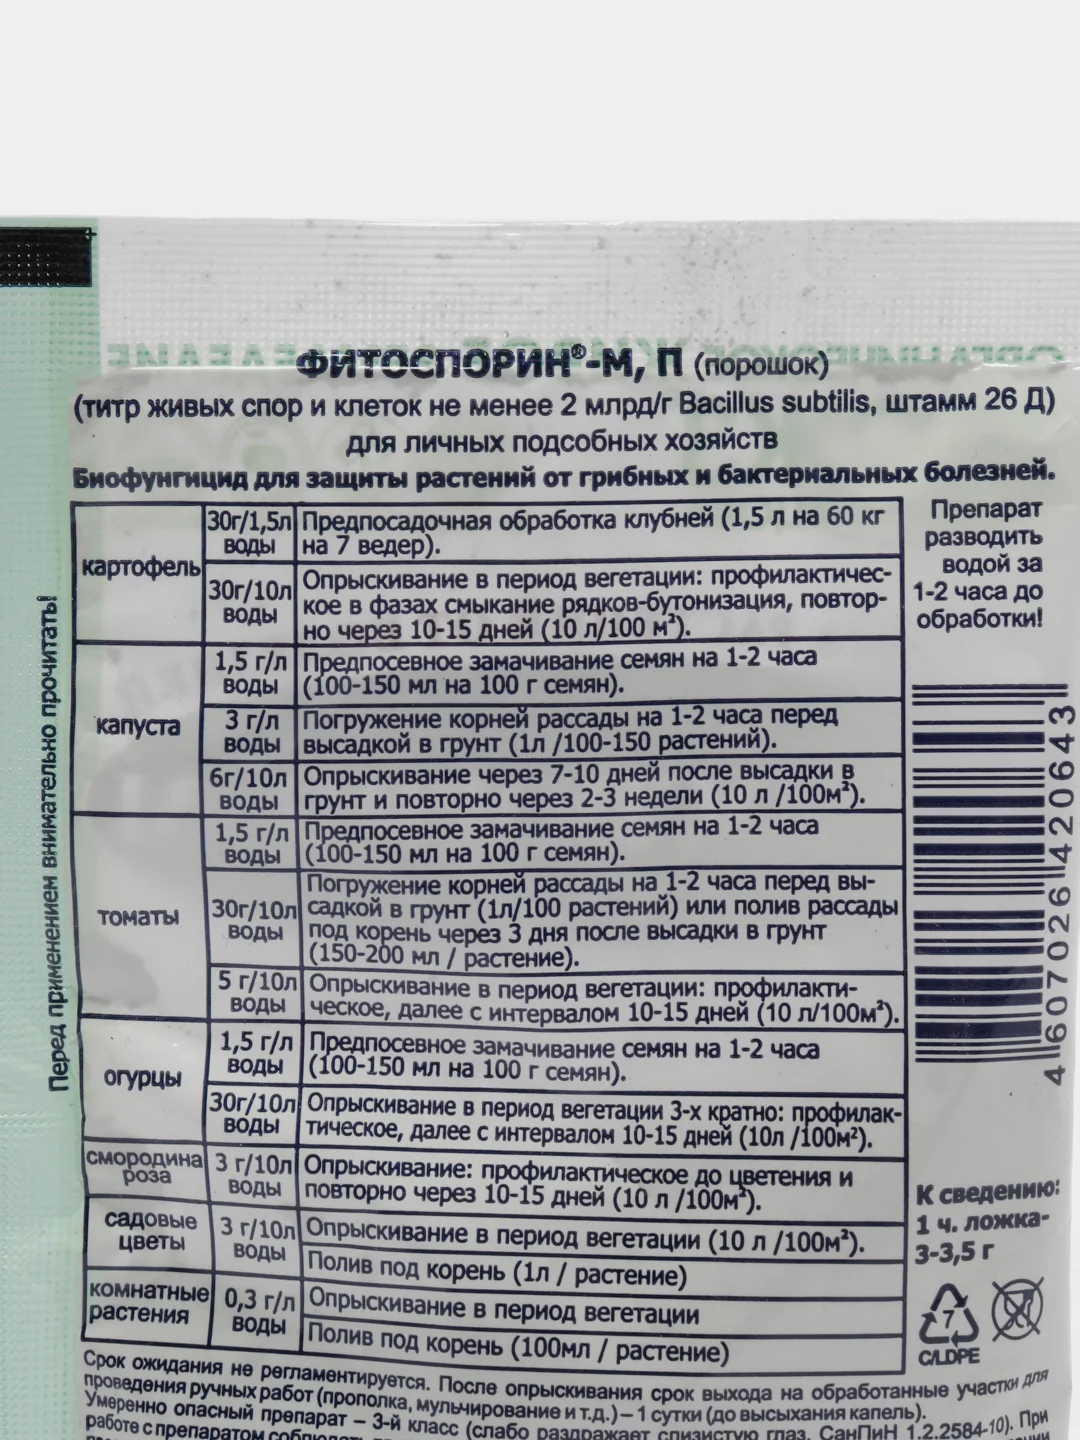 ФИТОСПОРИН®-М, П (порошок)
(титр живых спор и клеток не менее 2 млрд/г Bacillus subtilis, штамм 26 Д)
для личных подсобных хозяйств
Биофунгицид для защиты растений от грибных и бактериальных болезней.
Перед применением внимательно прочитать!
картофель
30г/1,5л
воды
Предпосадочная обработка клубней (1,5 л на 60 кг
на 7 ведер).
30г/10л
воды
Опрыскивание в период вегетации: профилактичес-
кое в фазах смыкание рядков-бутонизация, повтор-
но через 10-15 дней (10 л/100 м²).
капуста
1,5 г/л
воды
Предпосевное замачивание семян на 1-2 часа
(100-150 мл на 100 г семян).
3 г/л
воды
Погружение корней рассады на 1-2 часа перед
высадкой в грунт (1л /100-150 растений).
6г/10л
воды
Опрыскивание через 7-10 дней после высадки в
грунт и повторно через 2-3 недели (10 л /100м²).
томаты
1,5 г/л
воды
Предпосевное замачивание семян на 1-2 часа
(100-150 мл на 100 г семян).
30г/10л
воды
Погружение корней рассады на 1-2 часа перед вы-
садкой в грунт (1л/100 растений) или полив рассады
под корень через 3 дня после высадки в грунт
(150-200 мл / растение).
5 г/10л
воды
Опрыскивание в период вегетации: профилакти-
ческое, далее с интервалом 10-15 дней (10 л/100м²).
огурцы
1,5 г/л
воды
Предпосевное замачивание семян на 1-2 часа
(100-150 мл на 100 г семян).
30г/10л
воды
Опрыскивание в период вегетации 3-х кратно: профилак-
тическое, далее с интервалом 10-15 дней (10л /100м²).
смородина
роза
3 г/10л
воды
Опрыскивание: профилактическое до цветения и
повторно через 10-15 дней (10 л /100м²).
садовые
цветы
3 г/10л
воды
Опрыскивание в период вегетации (10 л /100м²).
Полив под корень (1л / растение)
комнатные
растения
0,3 г/л
воды
Опрыскивание в период вегетации
Полив под корень (100мл / растение)
Препарат
разводить
водой за
1-2 часа до
обработки!
4 607026 420643
К сведению:
1 ч. ложка-
3-3,5 г
7
C/LDPE
Срок ожидания не регламентируется. После опрыскивания срок выхода на обработанные участки для
проведения ручных работ (прополка, мульчирование и т.д.) – 1 сутки (до высыхания капель).
Умеренно опасный препарат – 3-й класс (слабо раздражает слизистую глаз, СанПиН 1.2.2584-10). При
работе с препаратом